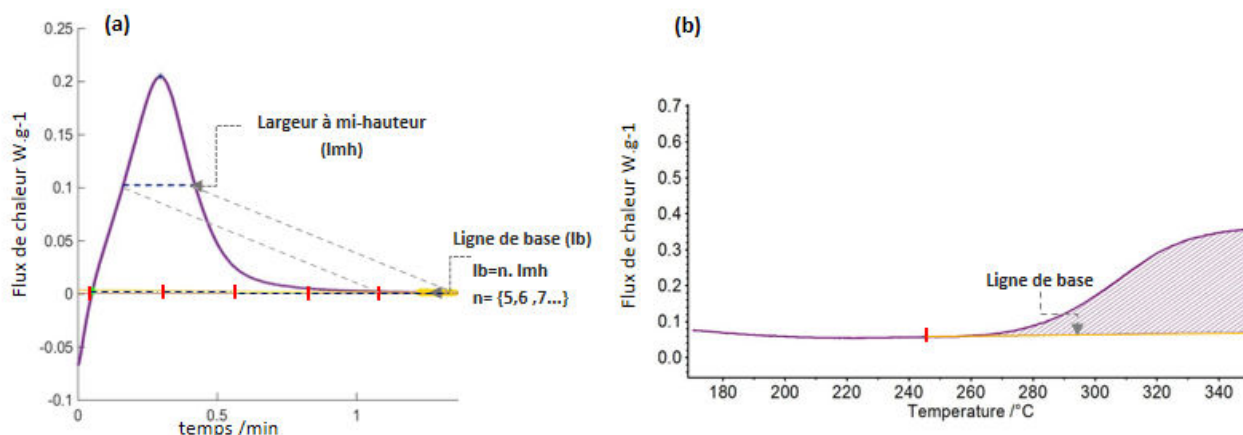 (a)
0.25
0.2
0.15
0.1
0.05
0
-0.05
-0.1
Flux de chaleur W.g-1
Largeur à mi-hauteur
(lmh)
Ligne de base (lb)
lb=n. lmh
n= {5,6 ,7...}
0
0.5
1
temps /min
(b)
0.7
0.6
0.5
0.4
0.3
0.2
0.1
0.0
Flux de chaleur W.g-1
Ligne de base
180
200
220
240
260
280
300
320
340
Temperature /°C